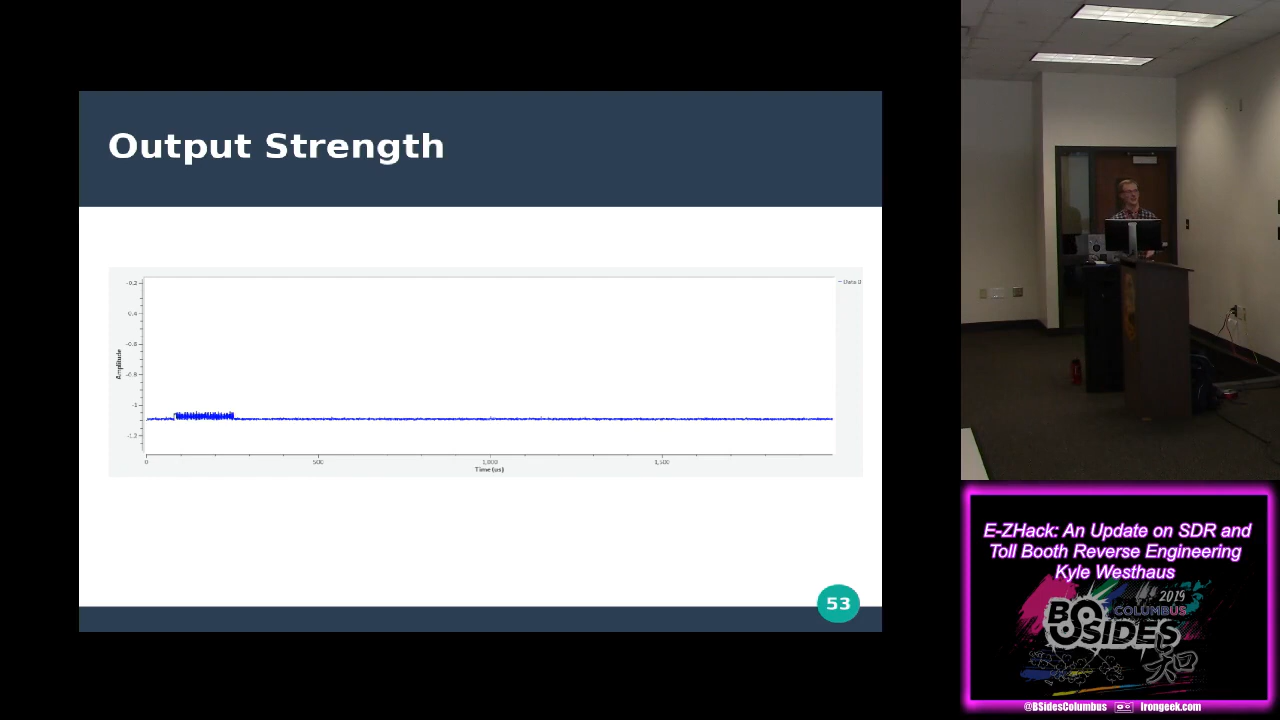 Output Strength
-0.2
0.4
-0.8
-0.8
-1
-1.2
Amplitude
0
500
1,000
1,500
Time (us)
53
E-ZHack: An Update on SDR and
Toll Booth Reverse Engineering
Kyle Westhaus
2019
BSIDES
COLUMBUS
@BSidesColumbus
irongeek.com